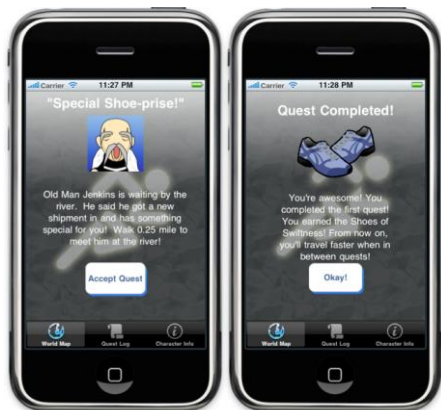 Carrier 11:27 PM
"Special Shoe-prise!"
Old Man Jenkins is waiting by the
river. He said he got a new
shipment in and has something
special for you! Walk 0.25 mile to
meet him at the river!
Accept Quest
World Map Quest Log Character Info
Carrier 11:28 PM
Quest Completed!
You're awesome! You
completed the first quest!
You earned the Shoes of
Swiftness! From now on,
you'll travel faster when in
between quests!
Okay!
World Map Quest Log Character Info